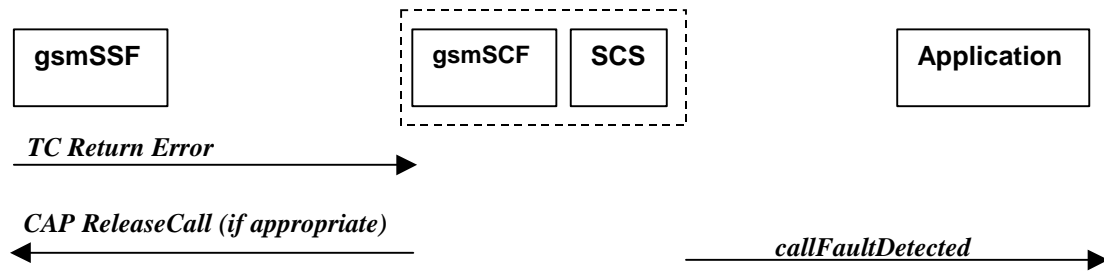 gsmSSF
gsmSCF
SCS
Application
TC Return Error
CAP ReleaseCall (if appropriate)
callFaultDetected